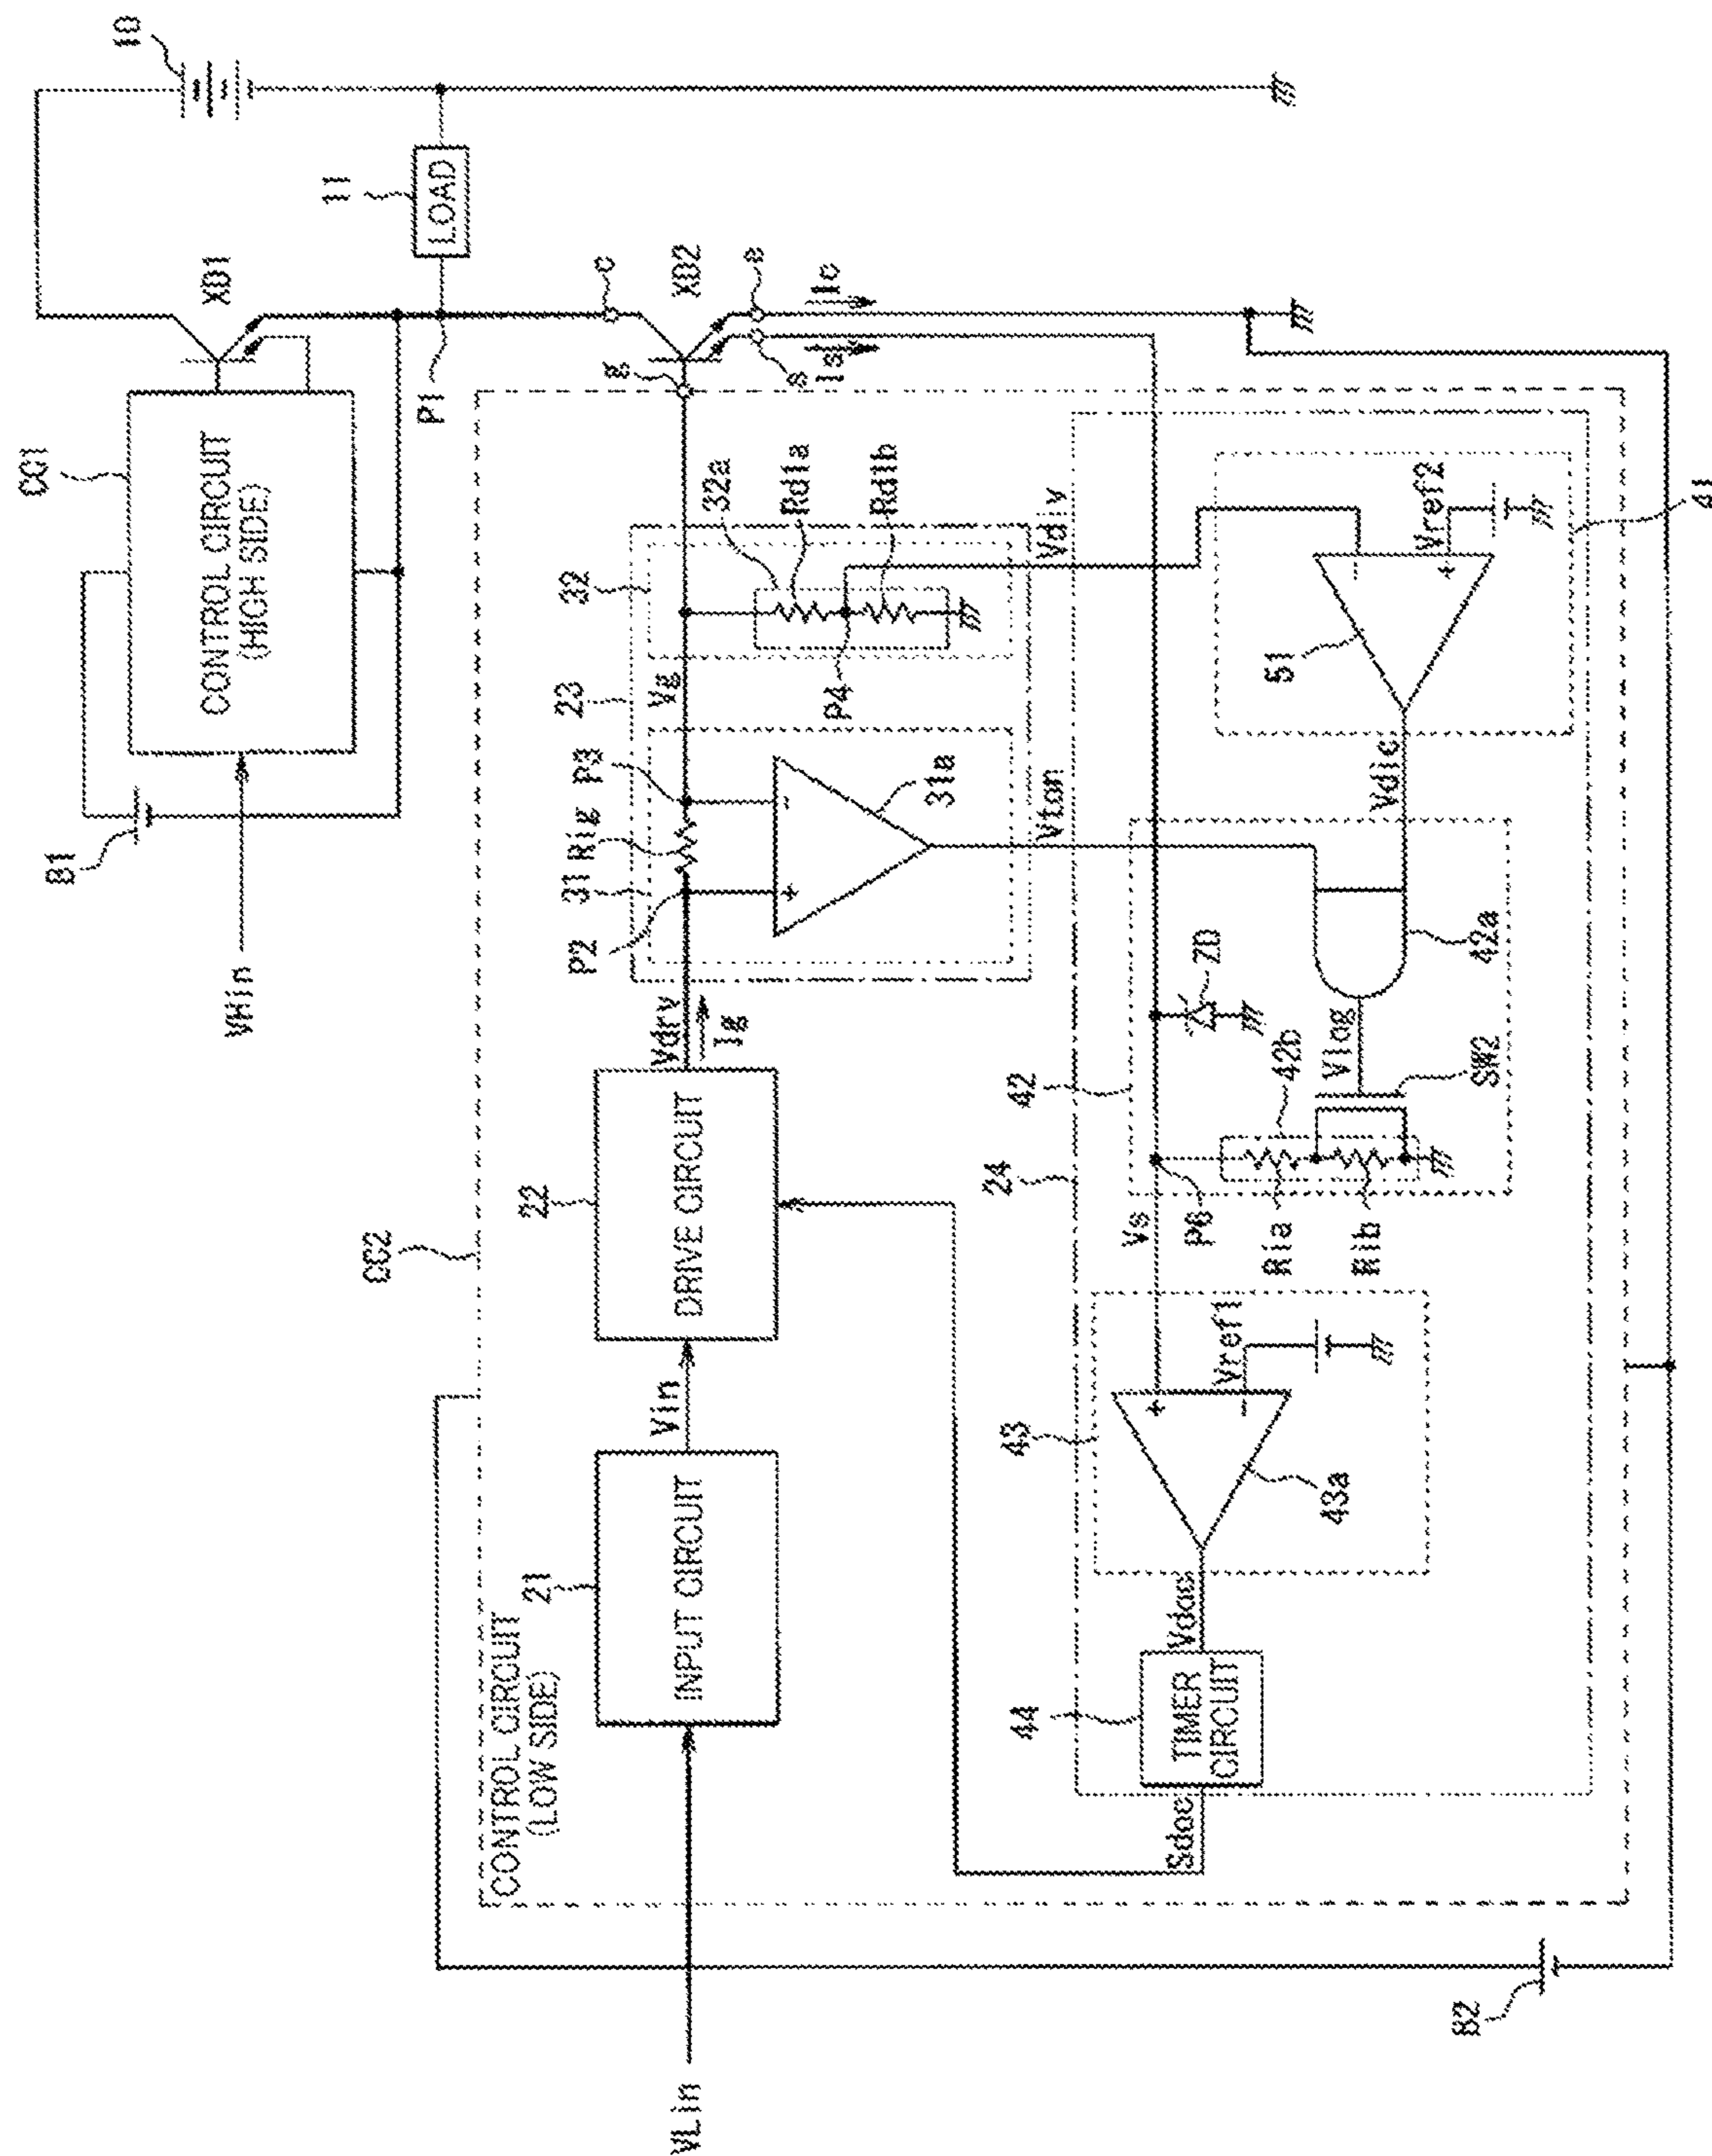 10
CG1
CONTROL CIRCUIT
(HIGH SIDE)
XD1
11
LOAD
B1
VHin
P1
c
XD2
e
s
Ic
Is
g
CG2
CONTROL CIRCUIT
(LOW SIDE)
VLin
21
INPUT CIRCUIT
Vin
22
DRIVE CIRCUIT
Vdrv
Ig
23
P2
31
Rig
P3
Vg
32
32a
Rd1a
Rd1b
P4
+
-
31a
Viton
Vdiv
24
42
ZD
Vs
P6
Ria
Rib
42b
Vlog
SW2
42a
Vdic
51
-
+
Vref2
41
43
+
-
Vref1
43a
Vdoc
44
TIMER
CIRCUIT
Sdoc
B2